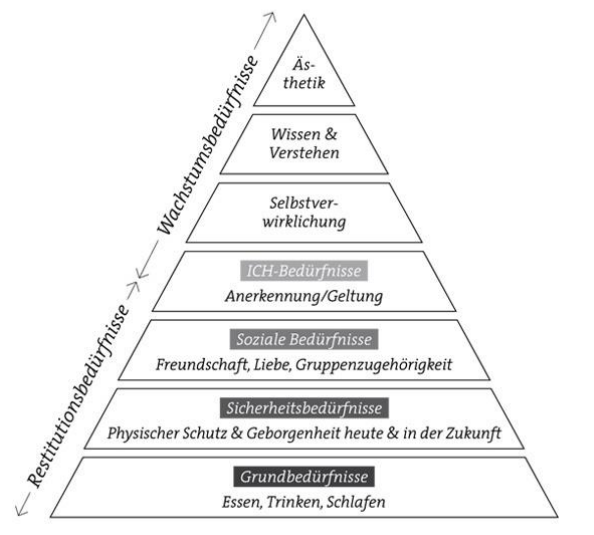 Wachstumsbedürfnisse
Restitutionsbedürfnisse
Äs-
thetik
Wissen &
Verstehen
Selbstver-
wirklichung
ICH-Bedürfnisse
Anerkennung/Geltung
Soziale Bedürfnisse
Freundschaft, Liebe, Gruppenzugehörigkeit
Sicherheitsbedürfnisse
Physischer Schutz & Geborgenheit heute & in der Zukunft
Grundbedürfnisse
Essen, Trinken, Schlafen